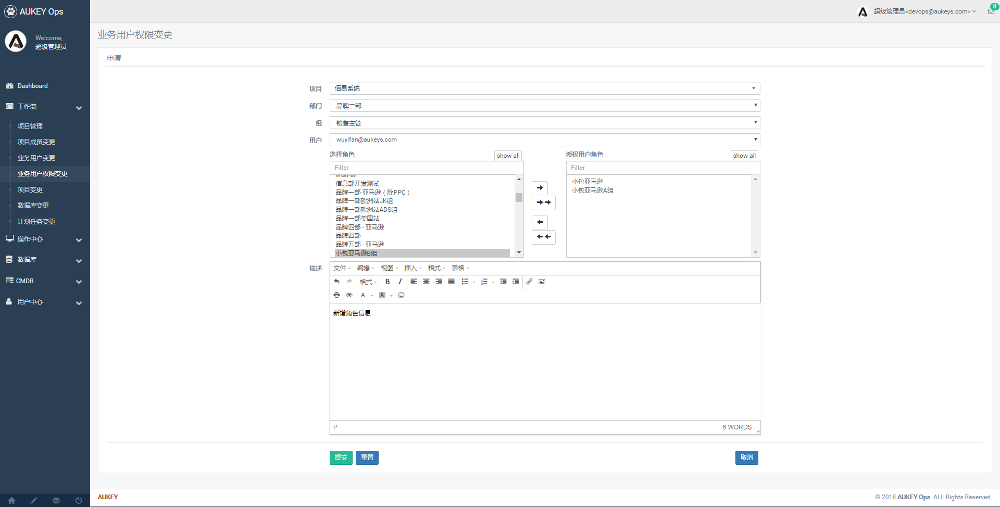 AUKEY Ops
超级管理员<devops@aukeys.com>
8
Welcome,
超级管理员
Dashboard
工作流
项目管理
项目成员变更
业务用户变更
业务用户权限变更
项目变更
数据库变更
计划任务变更
操作中心
数据库
CMDB
用户中心
业务用户权限变更
申请
项目 佰易系统
部门 品牌二部
组 销售主管
用户 wuyifan@aukeys.com
选择角色 show all
Filter
wish-all
信息部开发测试
品牌一部-亚马逊（除PPC）
品牌一部欧洲站JK组
品牌一部欧洲站ADS组
品牌一部美国站
品牌四部 - 亚马逊
品牌四部
品牌五部 - 亚马逊
小包亚马逊B组
授权用户角色 show all
Filter
小包亚马逊
小包亚马逊A组
描述
文件 编辑 视图 插入 格式 表格
格式 B I
A A
新增角色信息
P 6 WORDS
提交 重置 取消
AUKEY
© 2018 AUKEY Ops. ALL Rights Reserved.